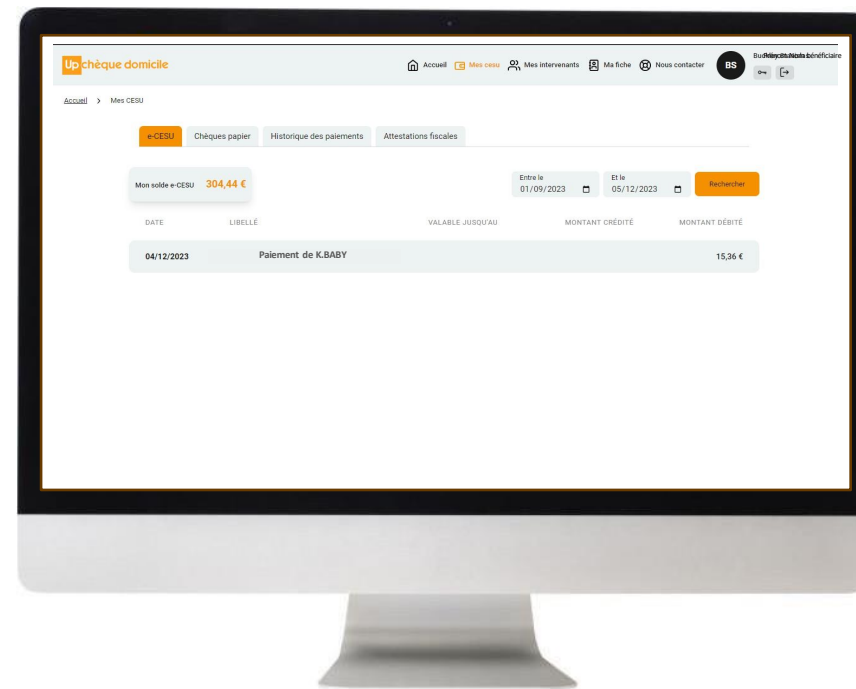 Up chèque domicile
Accueil Mes cesu Mes intervenants Ma fiche Nous contacter BS
Accueil > Mes CESU
e-CESU Chèques papier Historique des paiements Attestations fiscales
Mon solde e-CESU 304,44 €
Entre le 01/09/2023 Et le 05/12/2023 Rechercher
DATE LIBELLÉ VALABLE JUSQU'AU MONTANT CRÉDITÉ MONTANT DÉBITÉ
04/12/2023 Paiement de K.BABY 15,36 €